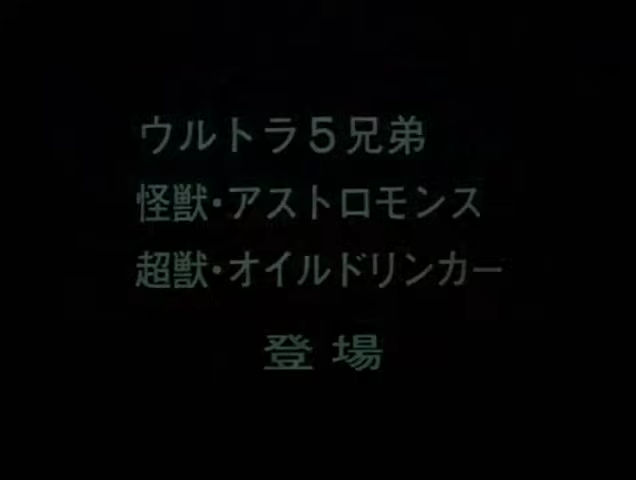 ウルトラ5兄弟
怪獣・アストロモンス
超獣・オイルドリンカー
登場